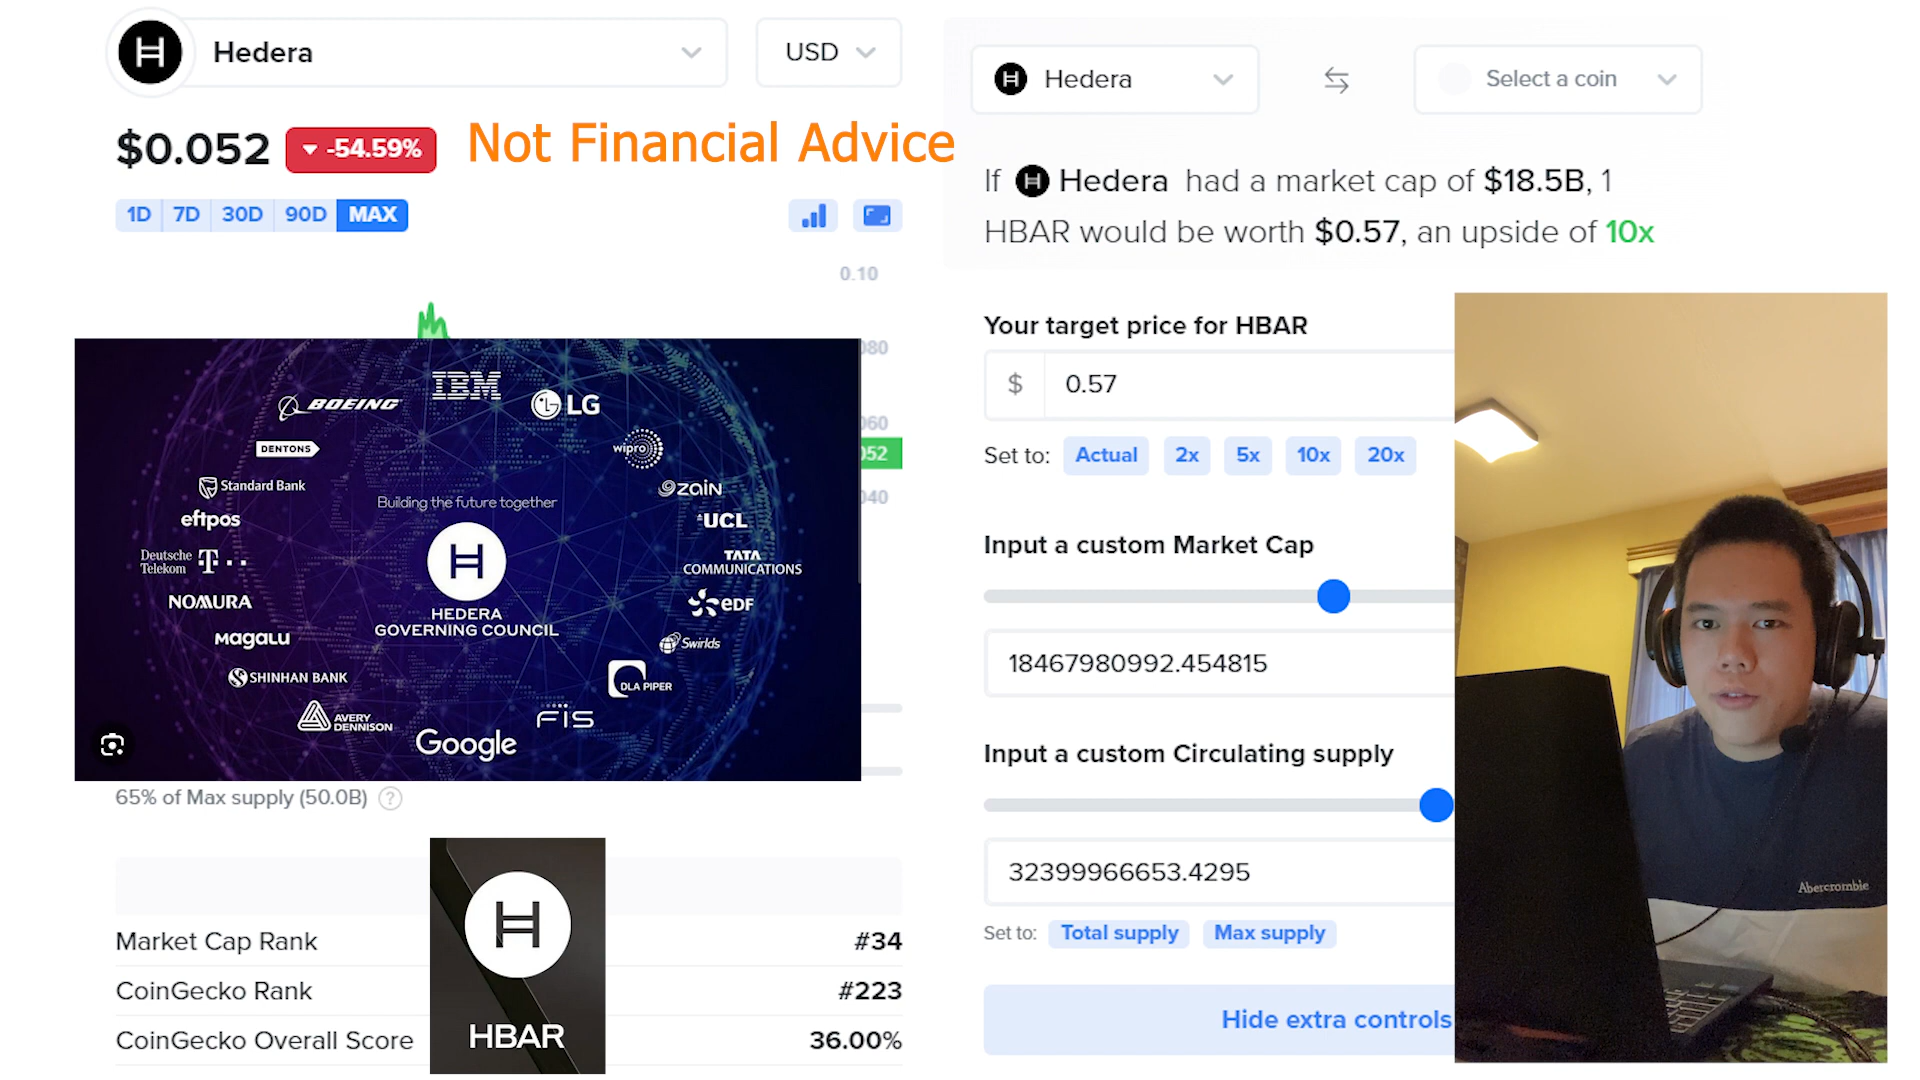 Hedera
USD
$0.052
-54.59%
Not Financial Advice
1D 7D 30D 90D MAX
0.10
080
060
052
040
IBM
BOEING
LG
DENTONS
wipro
Standard Bank
zain
Building the future together
eftpos
UCL
Deutsche
Telekom
T
TATA
COMMUNICATIONS
NOMURA
eDF
HEDERA
GOVERNING COUNCIL
MagaLu
Swirlds
SHINHAN BANK
DLA PIPER
AVERY
DENNISON
FIS
Google
65% of Max supply (50.0B) ?
Market Cap Rank #34
CoinGecko Rank #223
CoinGecko Overall Score 36.00%
HBAR
Hedera
Select a coin
If Hedera had a market cap of $18.5B, 1
HBAR would be worth $0.57, an upside of 10x
Your target price for HBAR
$ 0.57
Set to: Actual 2x 5x 10x 20x
Input a custom Market Cap
18467980992.454815
Input a custom Circulating supply
32399966653.4295
Set to: Total supply Max supply
Hide extra controls
Abercrombie